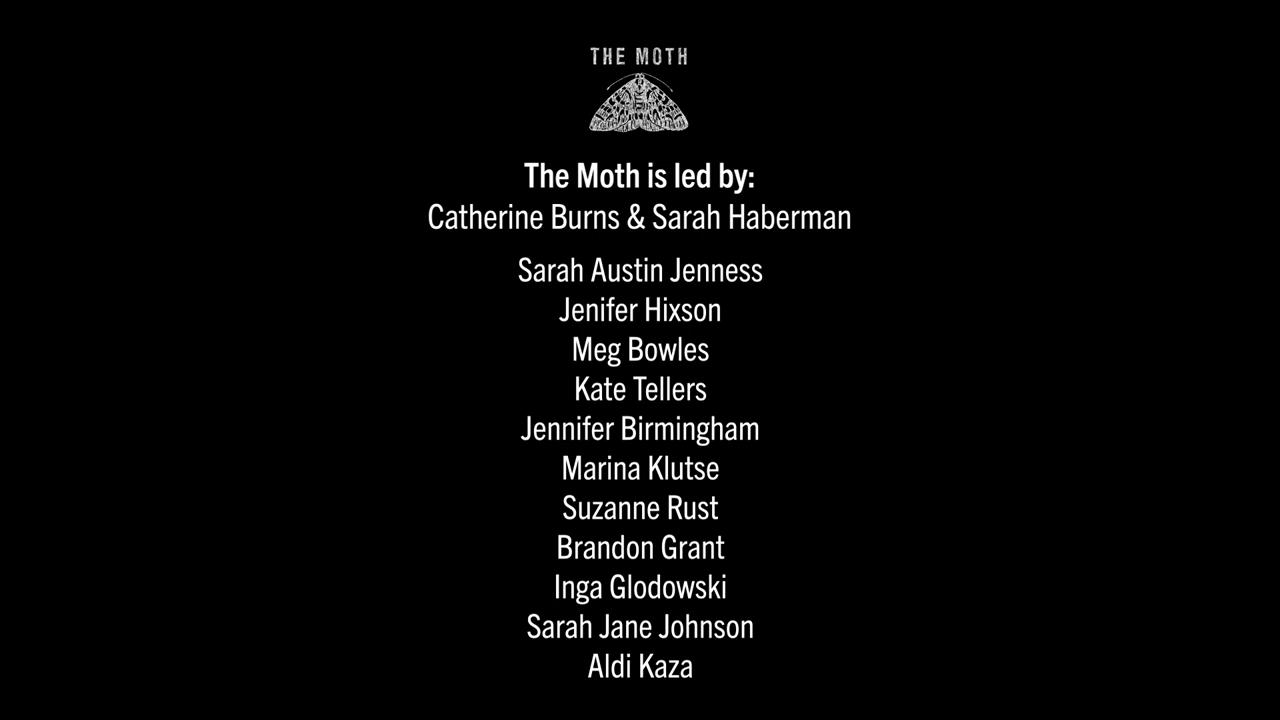 THE MOTH
The Moth is led by:
Catherine Burns & Sarah Haberman
Sarah Austin Jenness
Jenifer Hixson
Meg Bowles
Kate Tellers
Jennifer Birmingham
Marina Klutse
Suzanne Rust
Brandon Grant
Inga Glodowski
Sarah Jane Johnson
Aldi Kaza